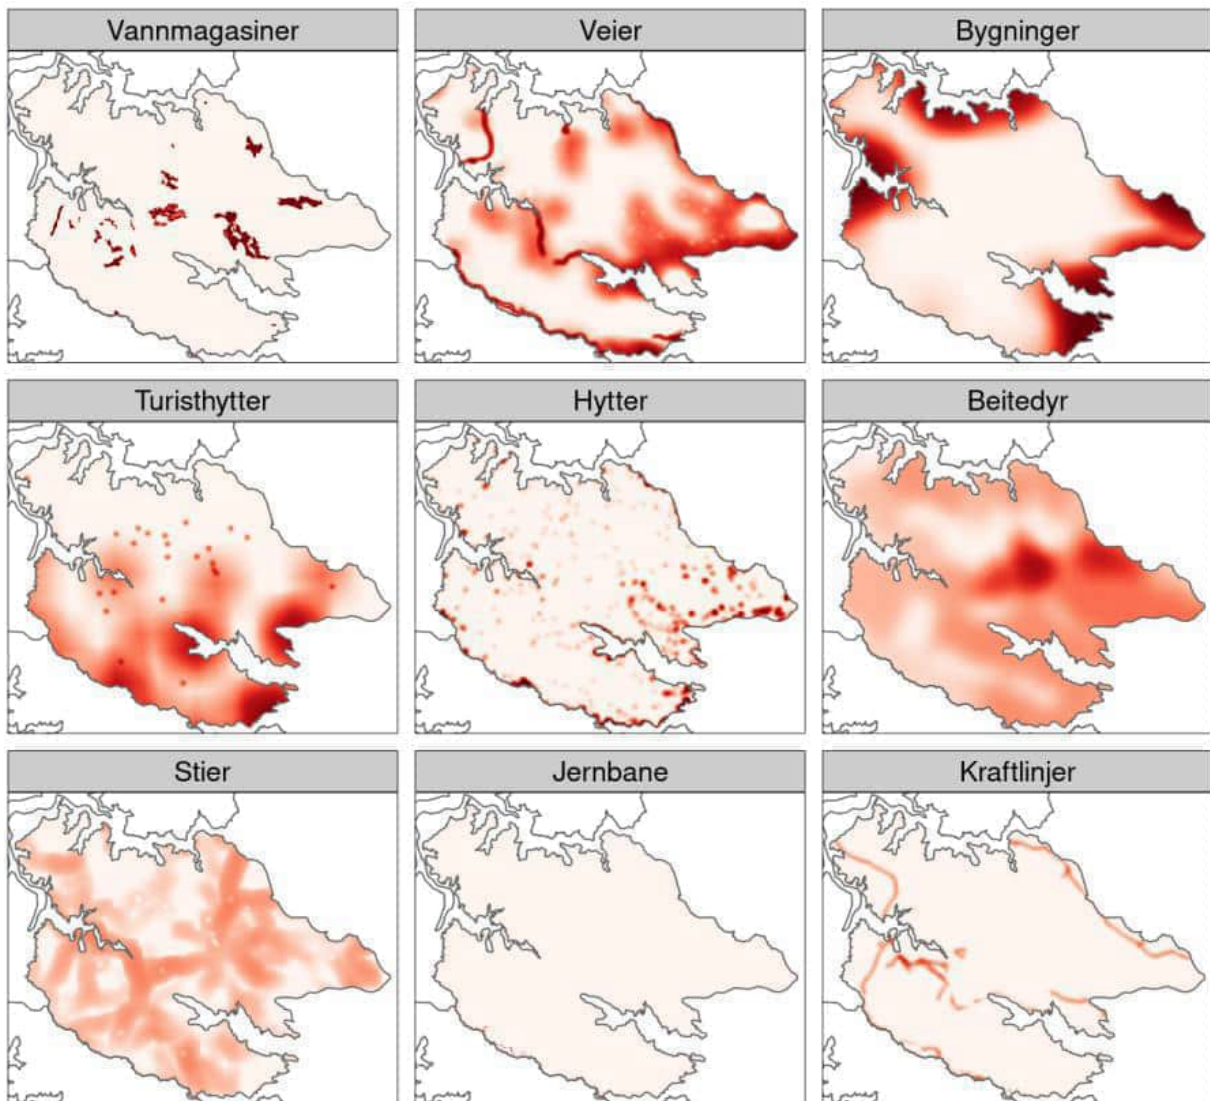 Vannmagasiner
Veier
Bygninger
Turisthytter
Hytter
Beitedyr
Stier
Jernbane
Kraftlinjer